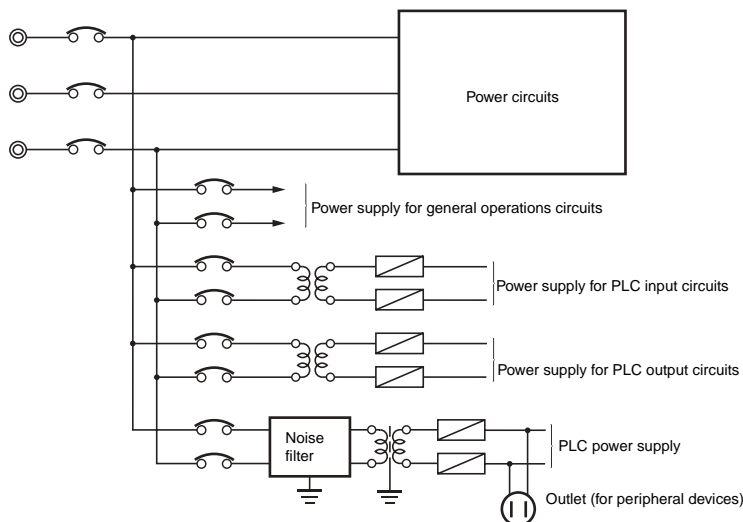 Power circuits
Power supply for general operations circuits
Power supply for PLC input circuits
Power supply for PLC output circuits
Noise
filter
PLC power supply
Outlet (for peripheral devices)